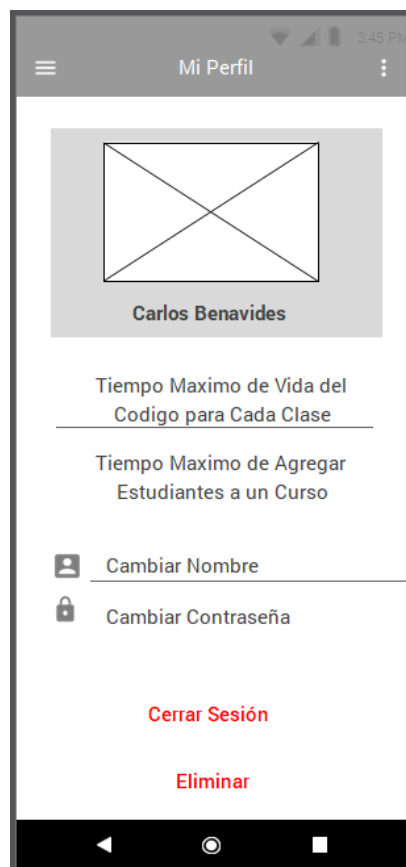 3:45 PM
Mi Perfil
Carlos Benavides
Tiempo Maximo de Vida del
Codigo para Cada Clase
Tiempo Maximo de Agregar
Estudiantes a un Curso
Cambiar Nombre
Cambiar Contraseña
Cerrar Sesión
Eliminar